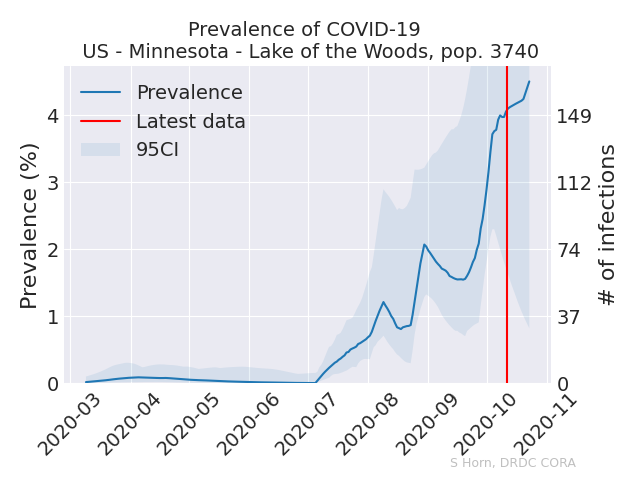 Prevalence of COVID-19
US - Minnesota - Lake of the Woods, pop. 3740
Prevalence
Latest data
95CI
Prevalence (%)
4
3
2
1
0
149
112
74
37
0
# of infections
2020-03
2020-04
2020-05
2020-06
2020-07
2020-08
2020-09
2020-10
2020-11
S Horn, DRDC CORA